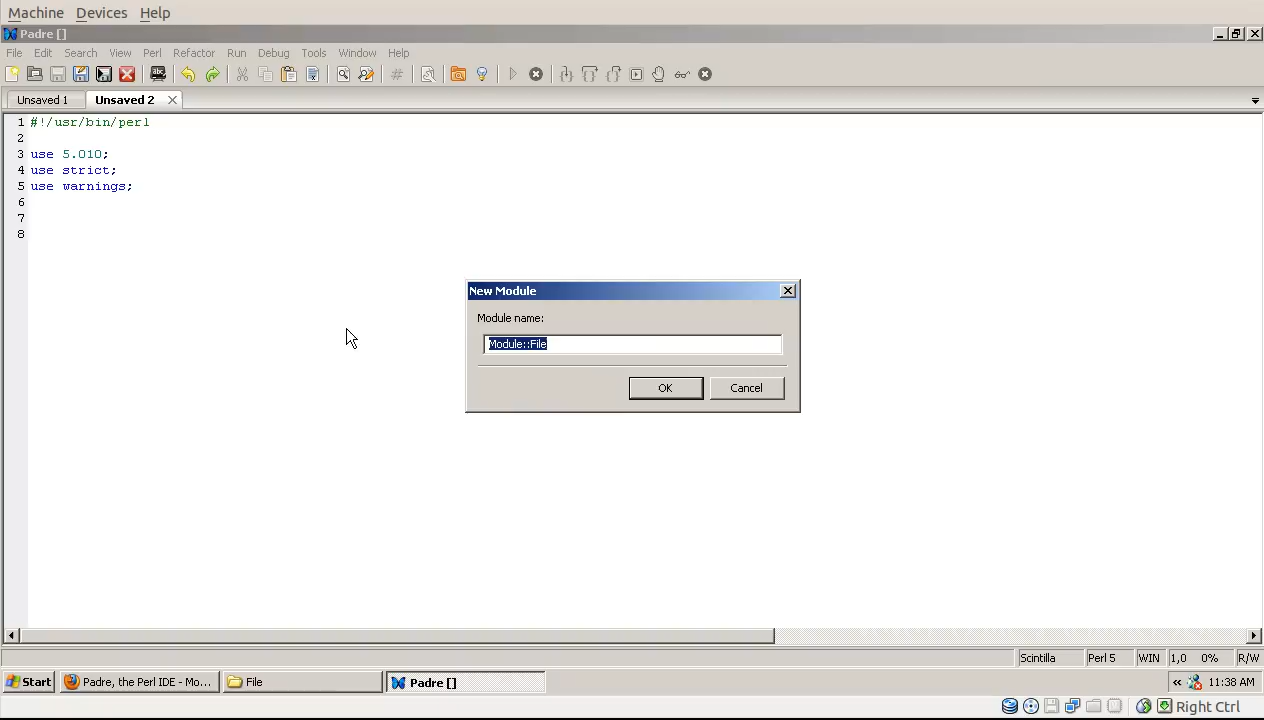 Machine Devices Help
Padre []
File Edit Search View Perl Refactor Run Debug Tools Window Help
abc #
Unsaved 1 Unsaved 2
1 #!/usr/bin/perl
2
3 use 5.010;
4 use strict;
5 use warnings;
6
7
8
New Module
Module name:
Module::File
OK Cancel
Scintilla Perl 5 WIN 1,0 0% R/W
Start Padre, the Perl IDE - Mo... File Padre [] « 11:38 AM
Right Ctrl